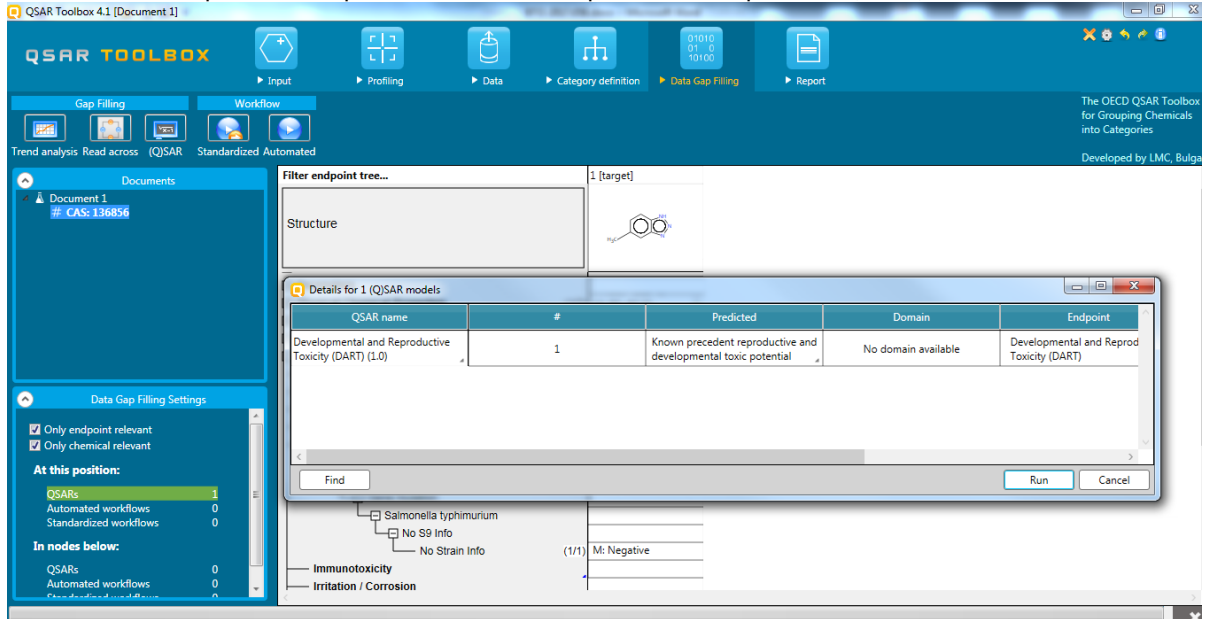 QSAR Toolbox 4.1 [Document 1]
QSAR TOOLBOX
Input
Profiling
Data
Category definition
01010
01 0
10100
Data Gap Filling
Report
Gap Filling
Workflow
Trend analysis Read across (Q)SAR Standardized Automated
The OECD QSAR Toolbox
for Grouping Chemicals
into Categories
Developed by LMC, Bulga
Documents
Document 1
# CAS: 136856
Filter endpoint tree...
1 [target]
Structure
H₃C
NH
N
N
Details for 1 (Q)SAR models
QSAR name # Predicted Domain Endpoint
Developmental and Reproductive
Toxicity (DART) (1.0)
1
Known precedent reproductive and
developmental toxic potential
No domain available
Developmental and Reprod
Toxicity (DART)
Find
Run
Cancel
Data Gap Filling Settings
Only endpoint relevant
Only chemical relevant
At this position:
QSARs 1
Automated workflows 0
Standardized workflows 0
In nodes below:
QSARs 0
Automated workflows 0
Standardized workflows 0
Salmonella typhimurium
No S9 Info
No Strain Info (1/1) M: Negative
Immunotoxicity
Irritation / Corrosion